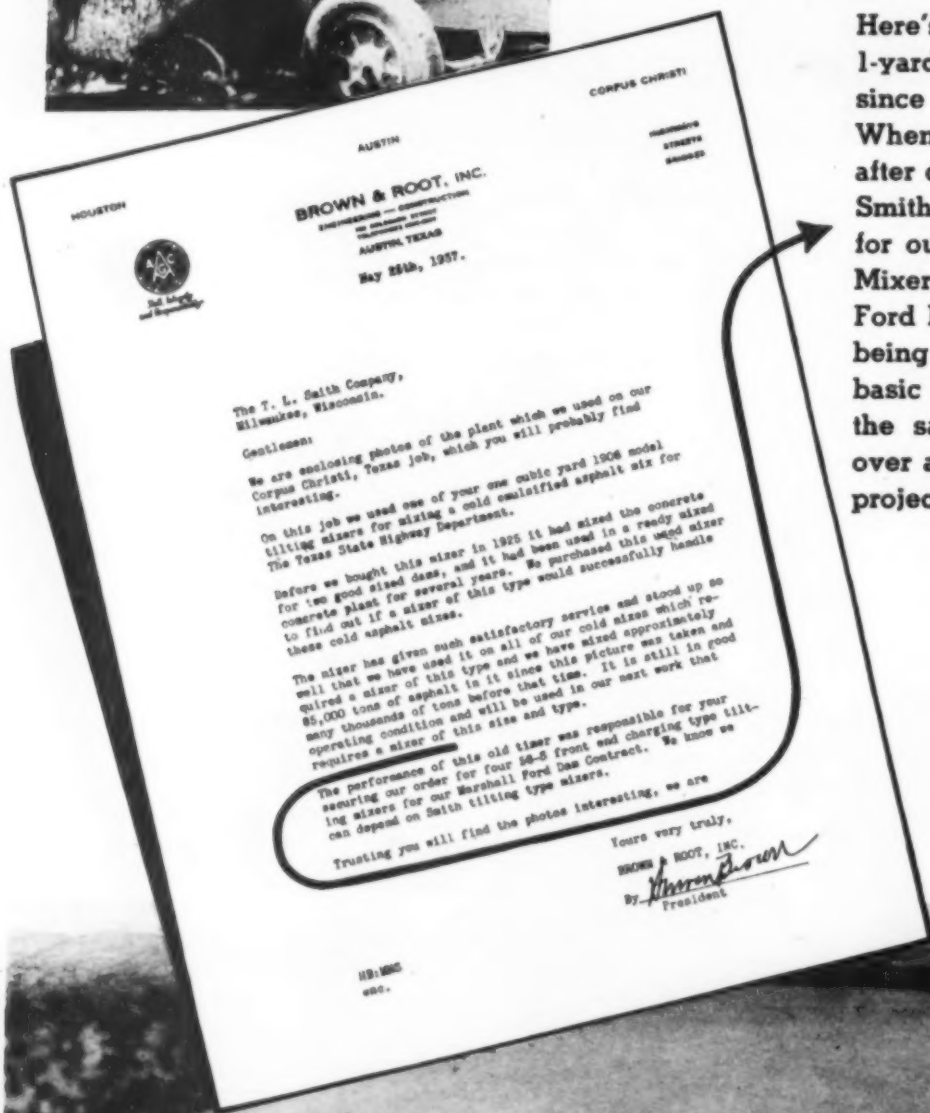 Here's
1-yard
since
When
after
Smith
for
Mixer
Ford
being
basic
the
over
projec
HOUSTON
AUSTIN
CORPUS CHRISTI
STREETS
BROWN & ROOT, INC.
ENGINEERING — CONSTRUCTION
AUSTIN, TEXAS
May 25th, 1937.
A G C
Skill, Integrity
and Responsibility
The T. L. Smith Company,
Milwaukee, Wisconsin.
Gentlemen:
We are enclosing photos of the plant which we used on our
Corpus Christi, Texas job, which you will probably find
interesting.
On this job we used one of your one cubic yard 1906 model
tilting mixers for mixing a cold emulsified asphalt mix for
The Texas State Highway Department.
Before we bought this mixer in 1925 it had mixed the concrete
for two good sized dams, and it had been used in a ready mixed
concrete plant for several years. We purchased this used mixer
to find out if a mixer of this type would successfully handle
these cold asphalt mixes.
The mixer has given such satisfactory service and stood up so
well that we have used it on all of our cold mixes which re-
quired a mixer of this type and we have mixed approximately
85,000 tons of asphalt in it since this picture was taken and
many thousands of tons before that time. It is still in good
operating condition and will be used in our next work that
requires a mixer of this size and type.
The performance of this old timer was responsible for your
securing our order for four 56-S front end charging type tilt-
ing mixers for our Marshall Ford Dam Contract. We know we
can depend on Smith tilting type mixers.
Trusting you will find the photos interesting, we are
Yours very truly,
BROWN & ROOT, INC.
By Herman Brown
President
HB:MMS
enc.